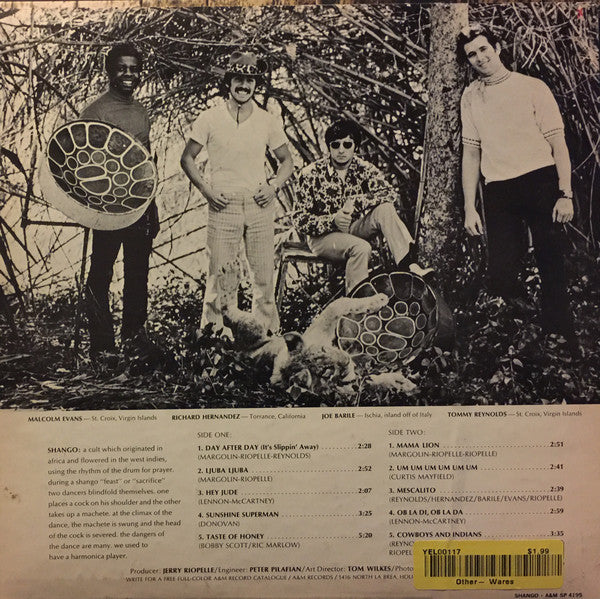 MALCOLM EVANS — St. Croix, Virgin Islands RICHARD HERNANDEZ — Torrance, California JOE BARILE — Ischia, island off of Italy TOMMY REYNOLDS — St. Croix, Virgin Islands
SHANGO: a cult which originated in
africa and flowered in the west indies,
using the rhythm of the drum for prayer.
during a shango "feast" or "sacrifice"
two dancers blindfold themselves. one
places a cock on his shoulder and the other
takes up a machete. at the climax of the
dance, the machete is swung and the head
of the cock is severed. the dangers of
the dance are many. we used to
have a harmonica player.
SIDE ONE:
1. DAY AFTER DAY (It's Slippin' Away) 2:28
(MARGOLIN-RIOPELLE-REYNOLDS)
2. LJUBA LJUBA 2:52
(MARGOLIN-RIOPELLE)
3. HEY JUDE 2:07
(LENNON-McCARTNEY)
4. SUNSHINE SUPERMAN 3:25
(DONOVAN)
5. TASTE OF HONEY 5:20
(BOBBY SCOTT/RIC MARLOW)
SIDE TWO:
1. MAMA LION 2:51
(MARGOLIN-RIOPELLE-RIOPELLE)
2. UM UM UM UM UM UM 2:41
(CURTIS MAYFIELD)
3. MESCALITO 2:39
(REYNOLDS/HERNANDEZ/BARILE/EVANS/RIOPELLE)
4. OB LA DI, OB LA DA 2:59
(LENNON-McCARTNEY)
5. COWBOYS AND INDIANS 3:35
(REYNO
RIOPEL
YEL00117 $1.99
Other— Wares
Producer: JERRY RIOPELLE/Engineer: PETER PILAFIAN/Art Director: TOM WILKES/Photo
WRITE FOR A FREE FULL-COLOR A&M RECORD CATALOGUE / A&M RECORDS / 1416 NORTH LA BREA, HOL
SHANGO · A&M SP 4195